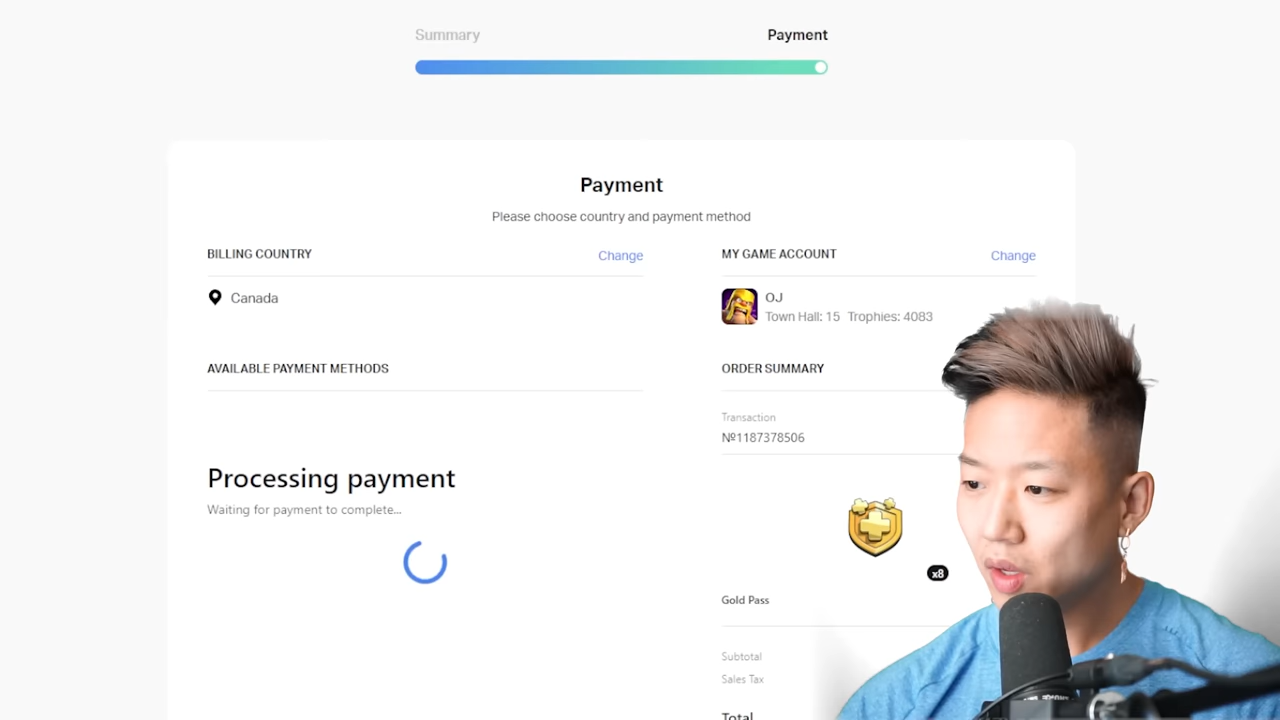 Summary
Payment
Payment
Please choose country and payment method
BILLING COUNTRY
Change
Canada
AVAILABLE PAYMENT METHODS
Processing payment
Waiting for payment to complete...
MY GAME ACCOUNT
Change
OJ
Town Hall: 15 Trophies: 4083
ORDER SUMMARY
Transaction
№1187378506
x8
Gold Pass
Subtotal
Sales Tax
Total